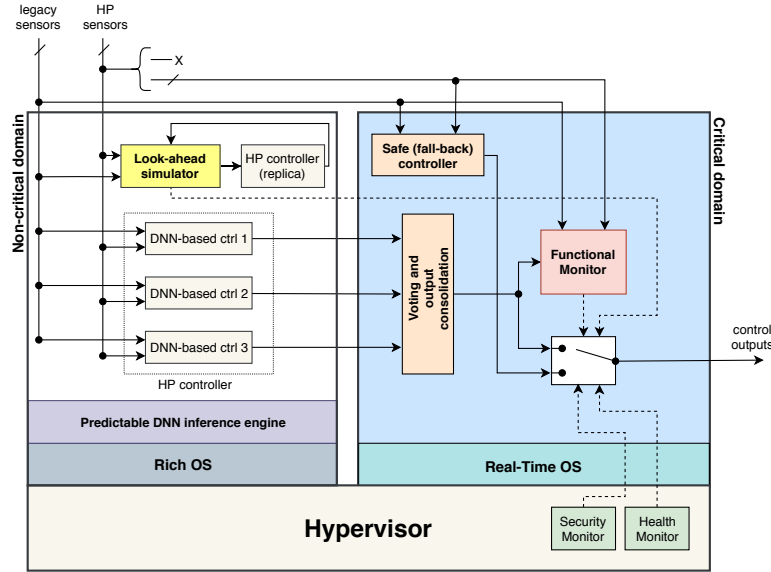 legacy
sensors
HP
sensors
X
Non-critical domain
Critical domain
Look-ahead
simulator
HP controller
(replica)
Safe (fall-back)
controller
DNN-based ctrl 1
DNN-based ctrl 2
DNN-based ctrl 3
HP controller
Voting and
output
consolidation
Functional
Monitor
control
outputs
Predictable DNN inference engine
Rich OS
Real-Time OS
Hypervisor
Security
Monitor
Health
Monitor